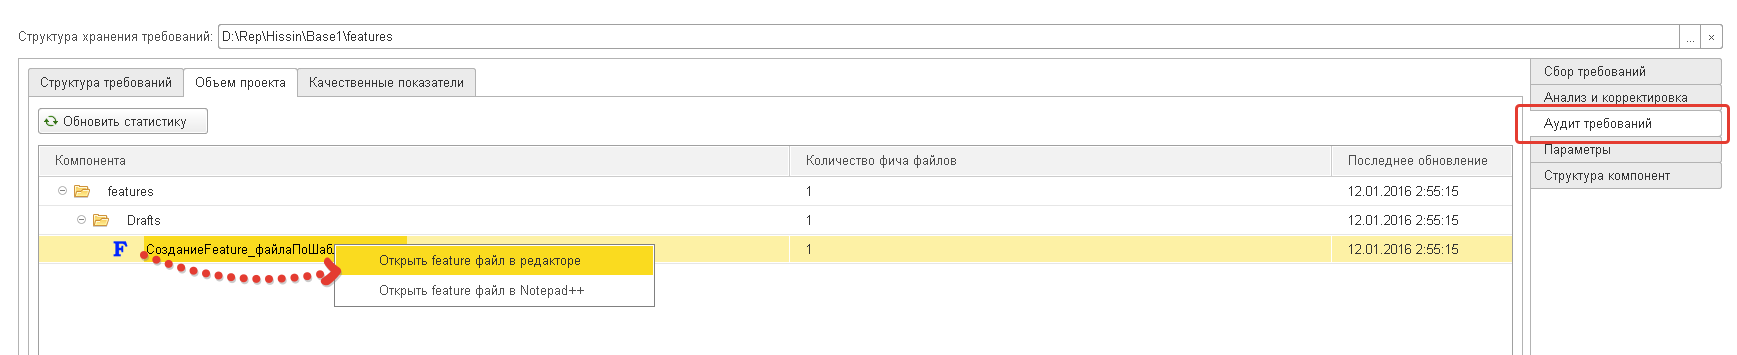 Структура хранения требований: D:\Rep\Hissin\Base1\features ... ×
Структура требований Объем проекта Качественные показатели
Обновить статистику
Компонента Количество фича файлов Последнее обновление
features 1 12.01.2016 2:55:15
Drafts 1 12.01.2016 2:55:15
F СозданиеFeature_файлаПоШаб 1 12.01.2016 2:55:15
Открыть feature файл в редакторе
Открыть feature файл в Notepad++
Сбор требований
Анализ и корректировка
Аудит требований
Параметры
Структура компонент